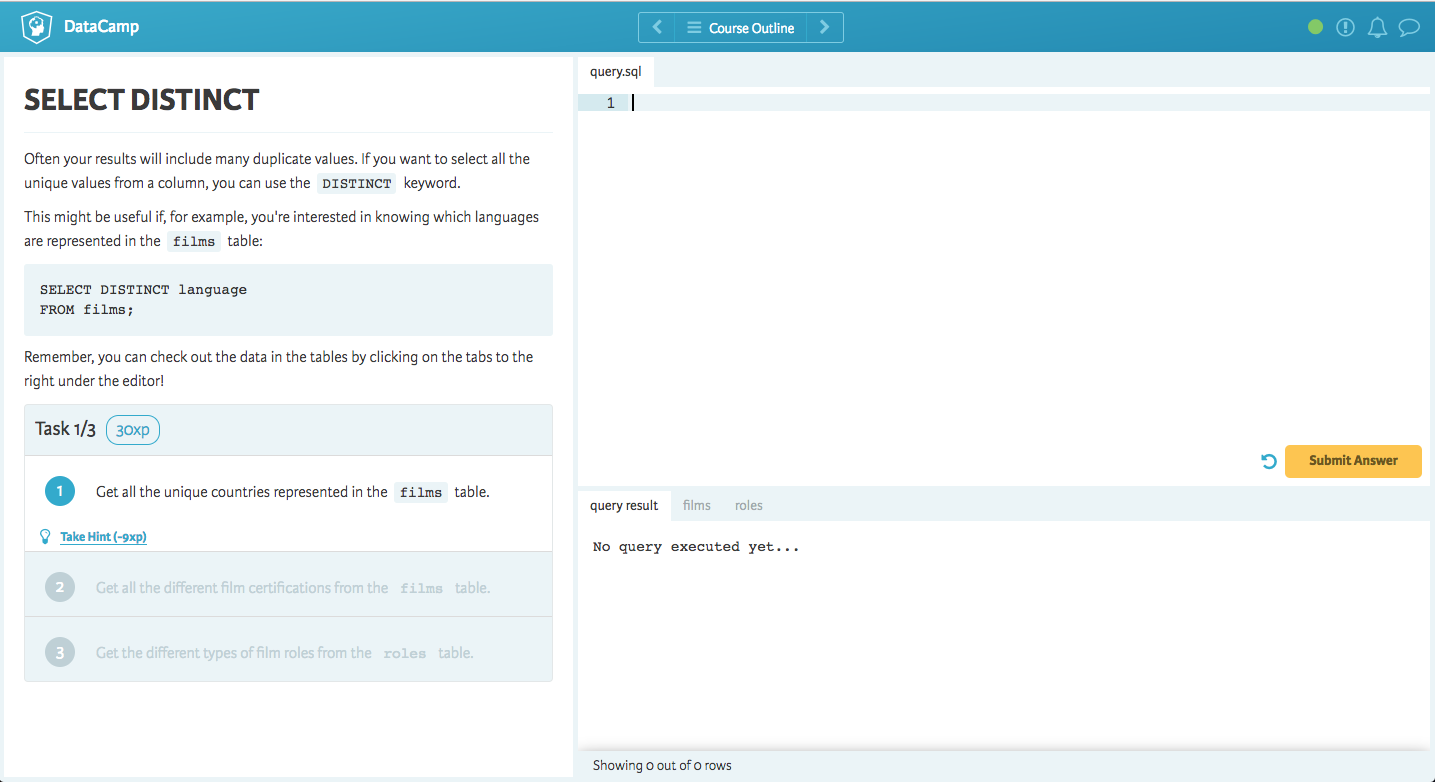 DataCamp
Course Outline
SELECT DISTINCT
Often your results will include many duplicate values. If you want to select all the
unique values from a column, you can use the DISTINCT keyword.
This might be useful if, for example, you're interested in knowing which languages
are represented in the films table:
SELECT DISTINCT language
FROM films;
Remember, you can check out the data in the tables by clicking on the tabs to the
right under the editor!
Task 1/3 30xp
1 Get all the unique countries represented in the films table.
Take Hint (-9xp)
2 Get all the different film certifications from the films table.
3 Get the different types of film roles from the roles table.
query.sql
1
Submit Answer
query result films roles
No query executed yet...
Showing 0 out of 0 rows